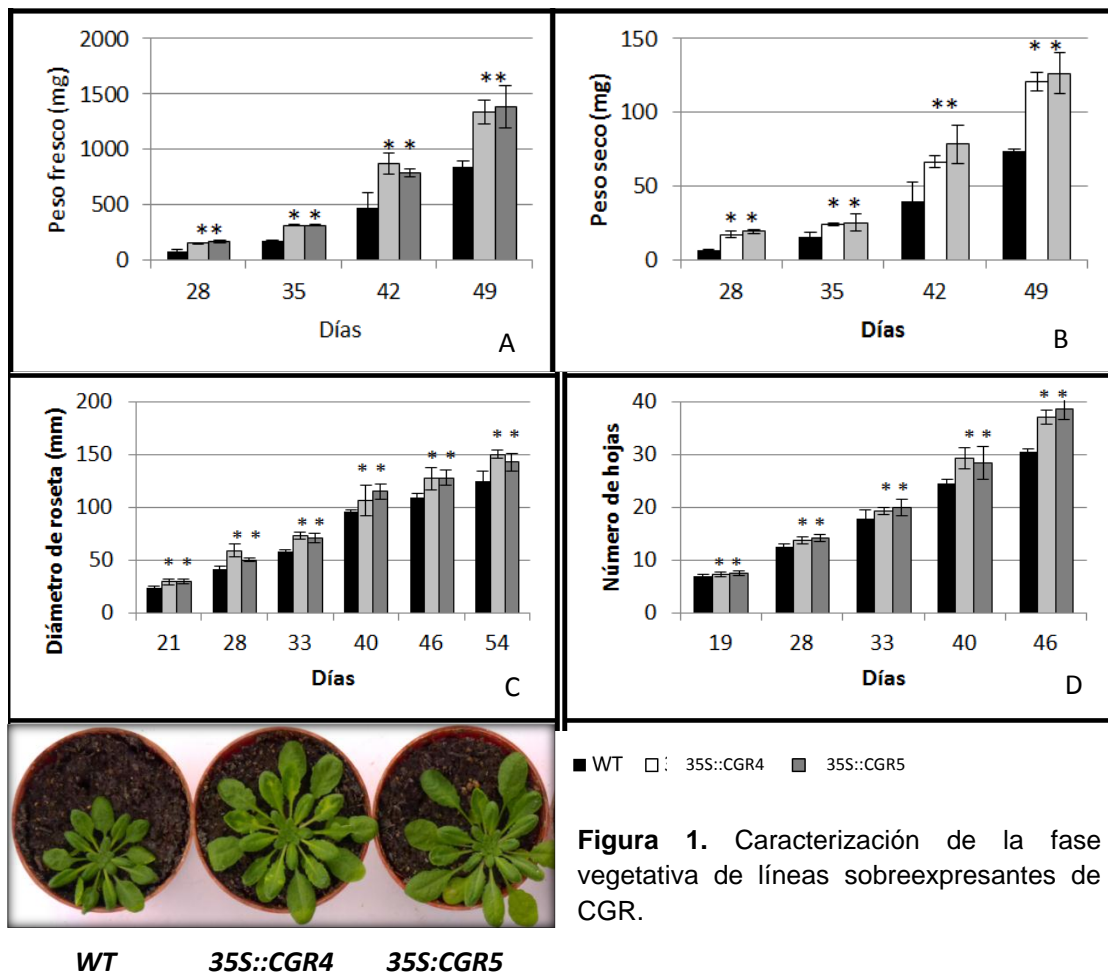 2000
1500
1000
500
0
Peso fresco (mg)
* *
* *
* *
* *
28 35 42 49
Días
A
150
100
50
0
Peso seco (mg)
* *
* *
* *
* *
28 35 42 49
Días
B
200
150
100
50
0
Diámetro de roseta (mm)
* *
* *
* *
* *
* *
* *
21 28 33 40 46 54
Días
C
40
30
20
10
0
Número de hojas
* *
* *
* *
* *
* *
19 28 33 40 46
Días
D
WT 35S::CGR4 35S::CGR5
Figura 1. Caracterización de la fase
vegetativa de líneas sobreexpresantes de
CGR.
WT 35S::CGR4 35S:CGR5